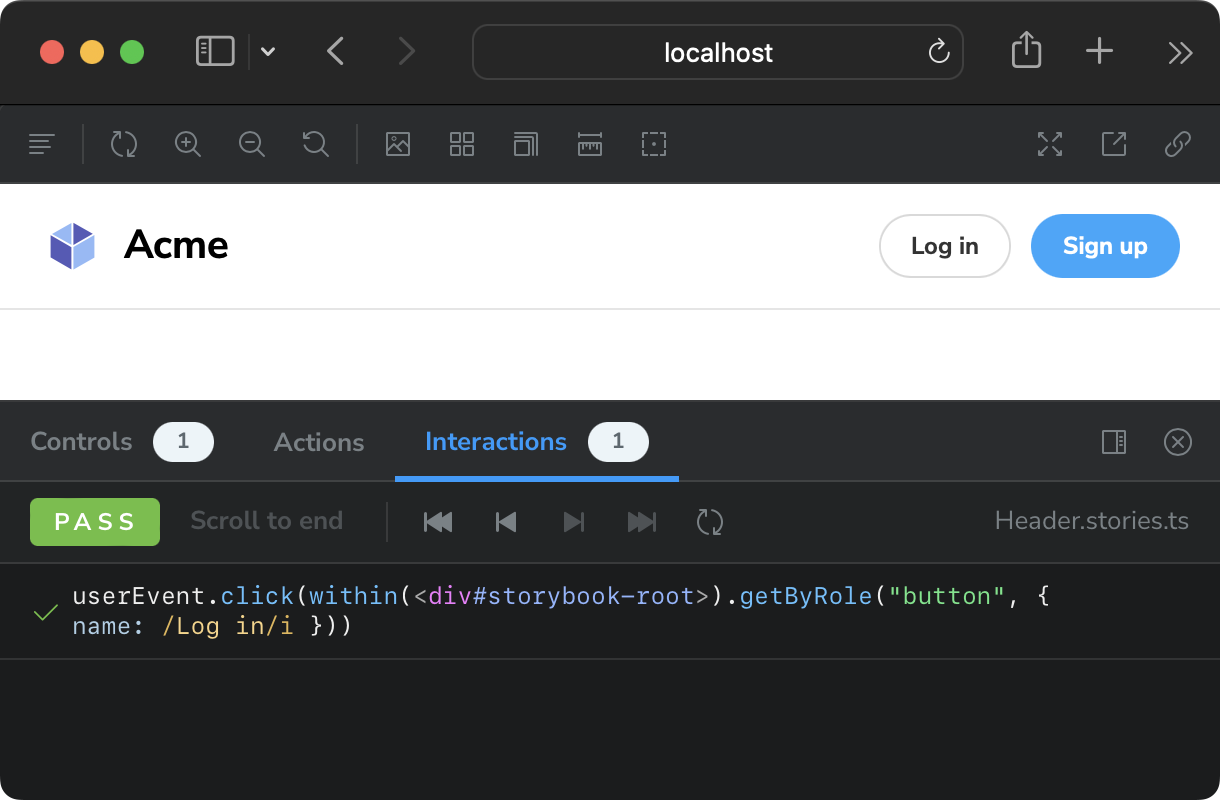 localhost
Acme
Log in
Sign up
Controls 1 Actions Interactions 1
PASS Scroll to end Header.stories.ts
userEvent.click(within(<div#storybook-root>).getByRole("button", {
name: /Log in/i }))